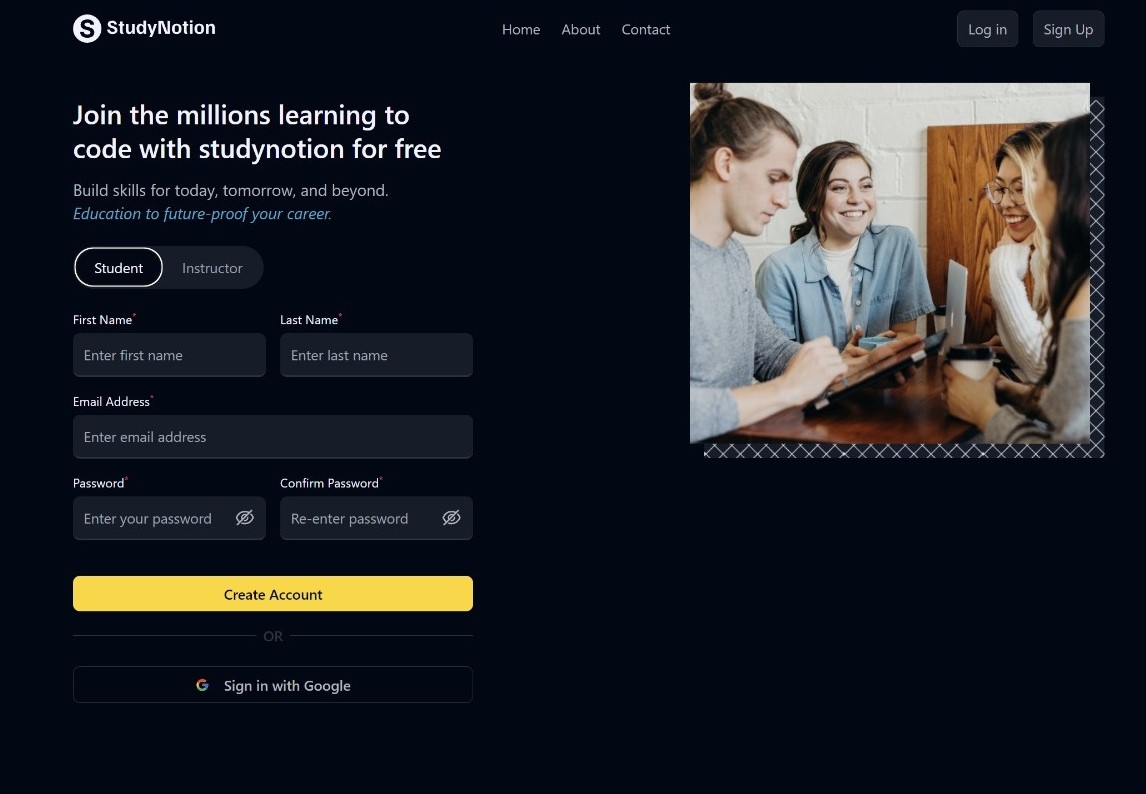 StudyNotion
Home About Contact
Log in Sign Up
Join the millions learning to
code with studynotion for free
Build skills for today, tomorrow, and beyond.
Education to future-proof your career.
Student Instructor
First Name* Last Name*
Enter first name Enter last name
Email Address*
Enter email address
Password* Confirm Password*
Enter your password Re-enter password
Create Account
OR
Sign in with Google